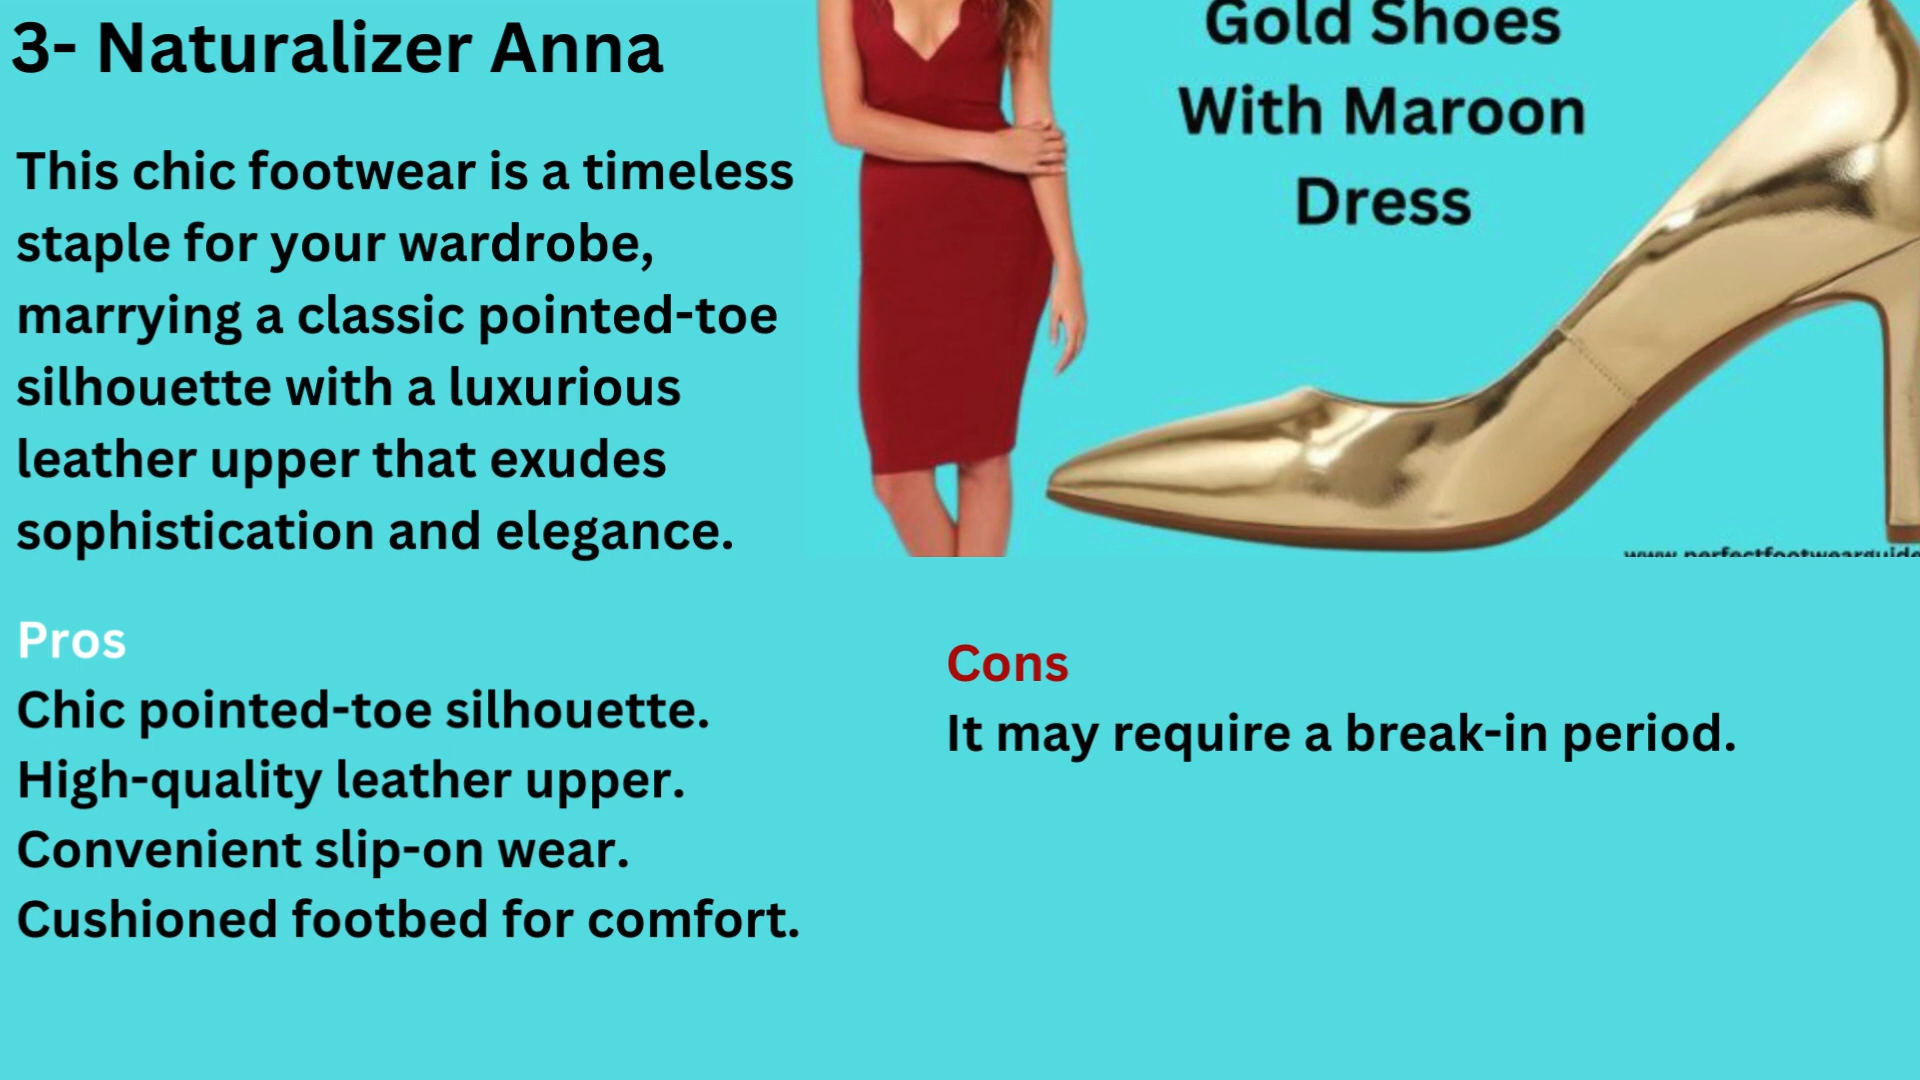 3- Naturalizer Anna
This chic footwear is a timeless
staple for your wardrobe,
marrying a classic pointed-toe
silhouette with a luxurious
leather upper that exudes
sophistication and elegance.
Gold Shoes
With Maroon
Dress
www.perfectfootwearguide
Pros
Chic pointed-toe silhouette.
High-quality leather upper.
Convenient slip-on wear.
Cushioned footbed for comfort.
Cons
It may require a break-in period.